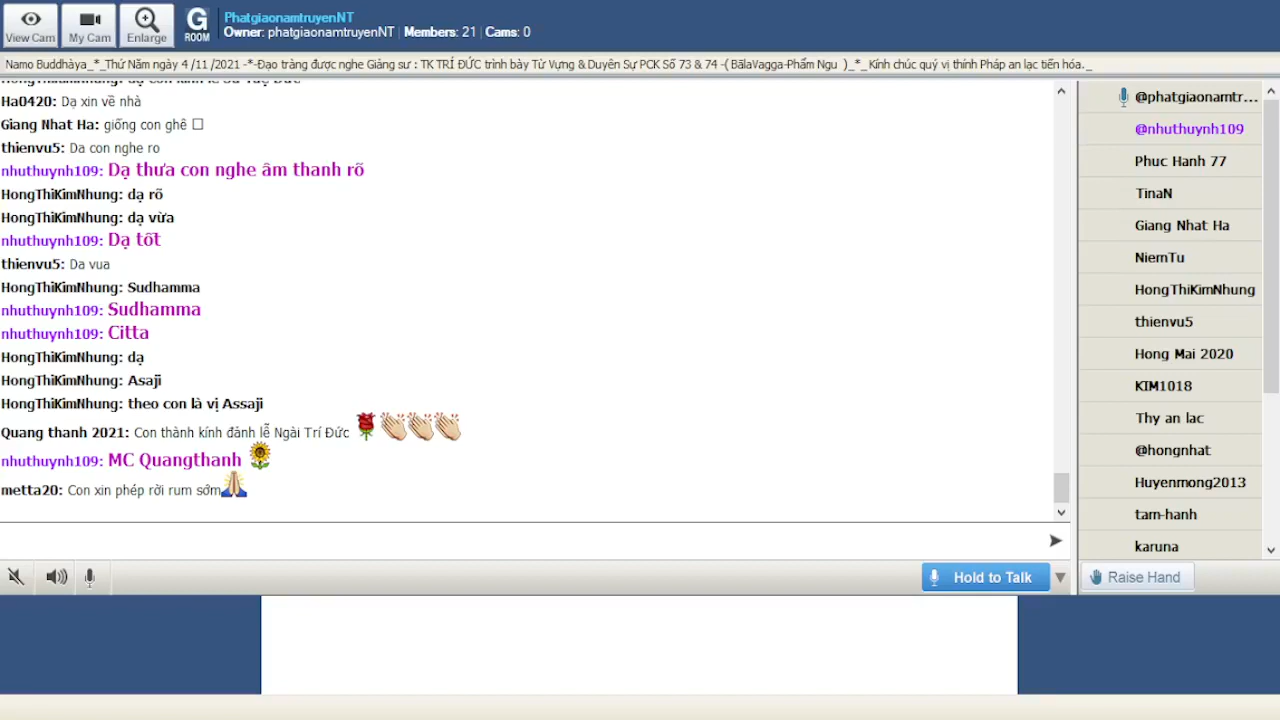 View Cam
My Cam
Enlarge
G
ROOM
PhatgiaonamtruyenNT
Owner: phatgiaonamtruyenNT | Members: 21 | Cams: 0
Namo Buddhàya_*_Thứ Năm ngày 4 /11 /2021 -*-Đạo tràng được nghe Giảng sư : TK TRÍ ĐỨC trình bày Từ Vựng & Duyên Sự PCK Số 73 & 74 -( BālaVagga-Phẩm Ngu )_*_ Kính chúc quý vị thính Pháp an lạc tiến hóa._
Ha0420: Dạ xin về nhà
Giang Nhat Ha: giống con ghê □
thienvu5: Da con nghe ro
nhuthuynh109: Dạ thưa con nghe âm thanh rõ
HongThiKimNhung: dạ rõ
HongThiKimNhung: dạ vừa
nhuthuynh109: Dạ tốt
thienvu5: Da vua
HongThiKimNhung: Sudhamma
nhuthuynh109: Sudhamma
nhuthuynh109: Citta
HongThiKimNhung: dạ
HongThiKimNhung: Asaji
HongThiKimNhung: theo con là vị Assaji
Quang thanh 2021: Con thành kính đảnh lễ Ngài Trí Đức 🌹👏👏👏
nhuthuynh109: MC Quangthanh 🌻
metta20: Con xin phép rời rum sớm🙏
@phatgiaonamtr...
@nhuthuynh109
Phuc Hanh 77
TinaN
Giang Nhat Ha
NiemTu
HongThiKimNhung
thienvu5
Hong Mai 2020
KIM1018
Thy an lac
@hongnhat
Huyenmong2013
tam-hanh
karuna
Hold to Talk
Raise Hand